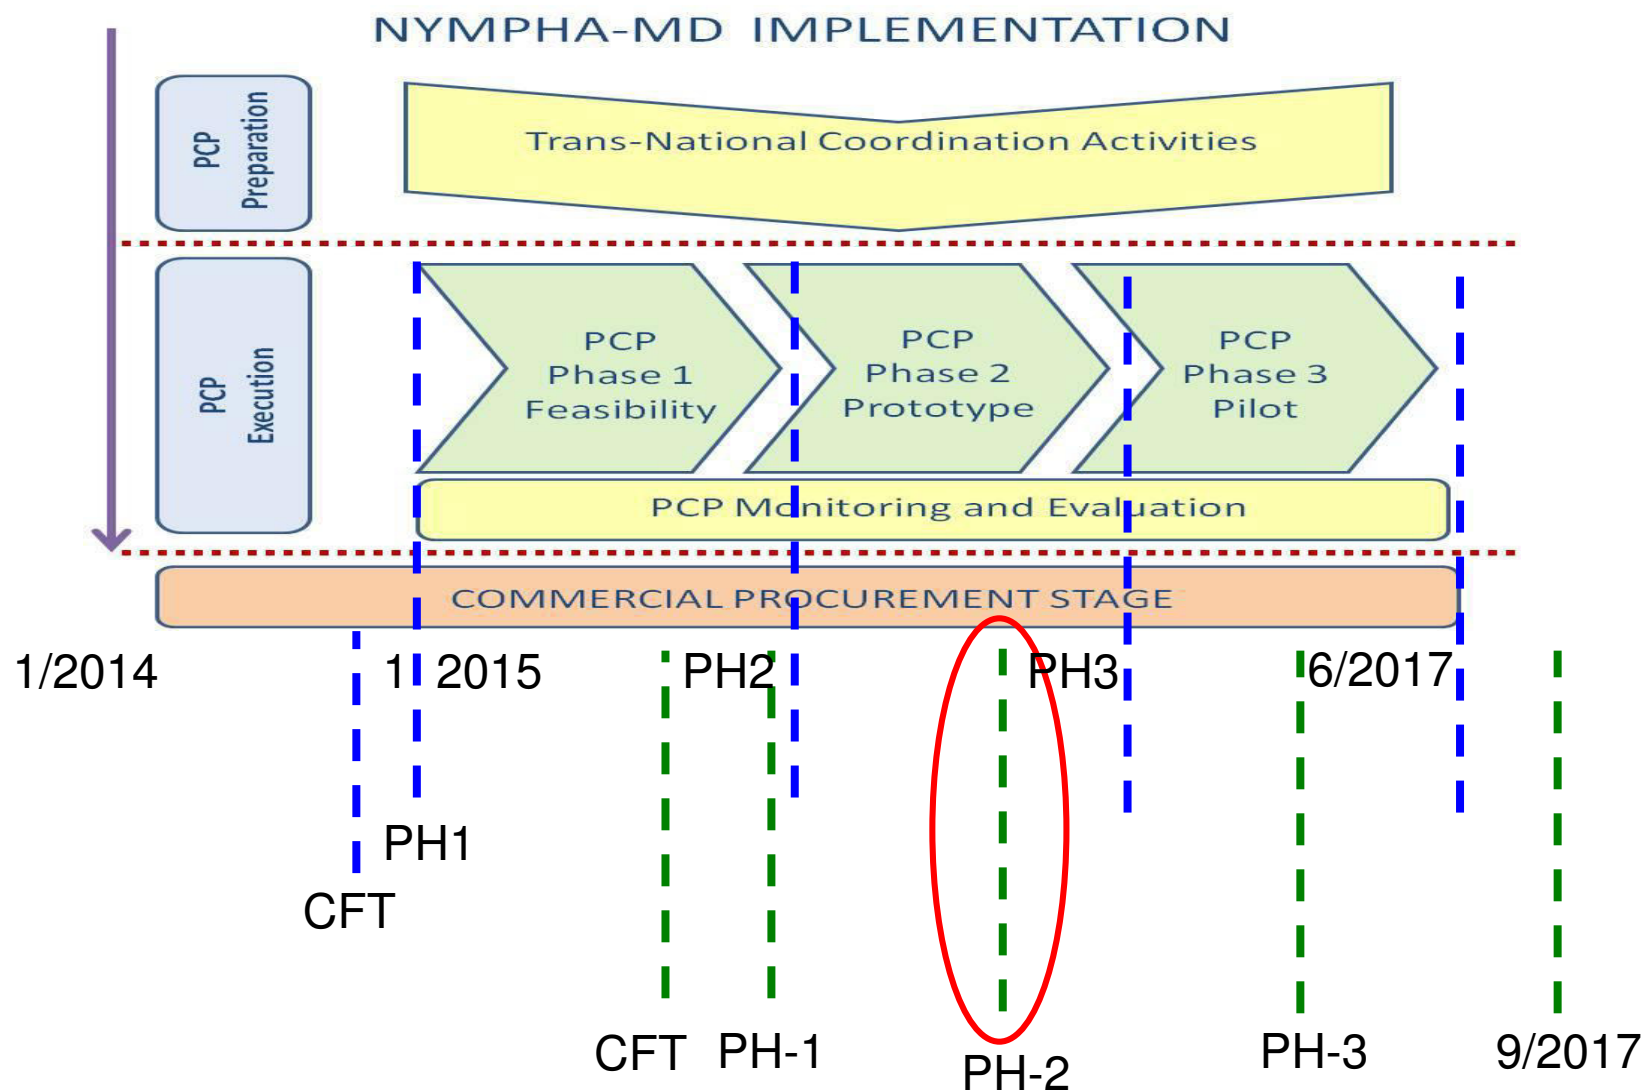 NYMPHA-MD IMPLEMENTATION
PCP
Preparation
Trans-National Coordination Activities
PCP
Execution
PCP
Phase 1
Feasibility
PCP
Phase 2
Prototype
PCP
Phase 3
Pilot
PCP Monitoring and Evaluation
COMMERCIAL PROCUREMENT STAGE
1/2014
1 2015
PH2
PH3
6/2017
PH1
CFT
CFT
PH-1
PH-2
PH-3
9/2017